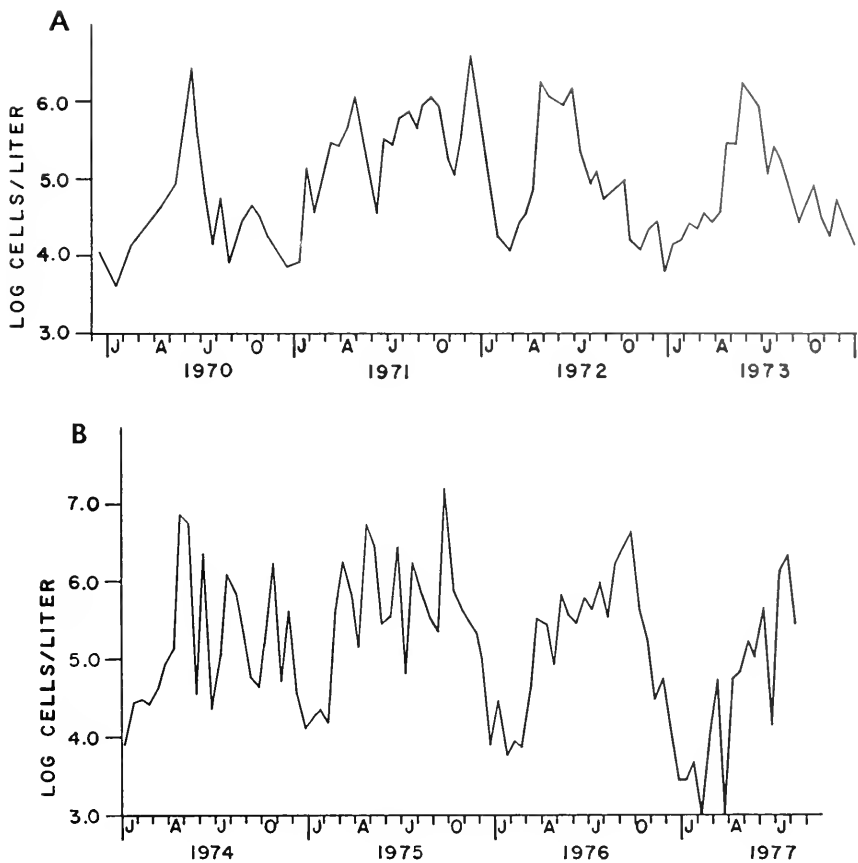 A
LOG CELLS/LITER
6.0
5.0
4.0
3.0
J A J O J A J O J A J O J A J O
1970 1971 1972 1973
B
LOG CELLS/LITER
7.0
6.0
5.0
4.0
3.0
J A J O J A J O J A J O J A J
1974 1975 1976 1977